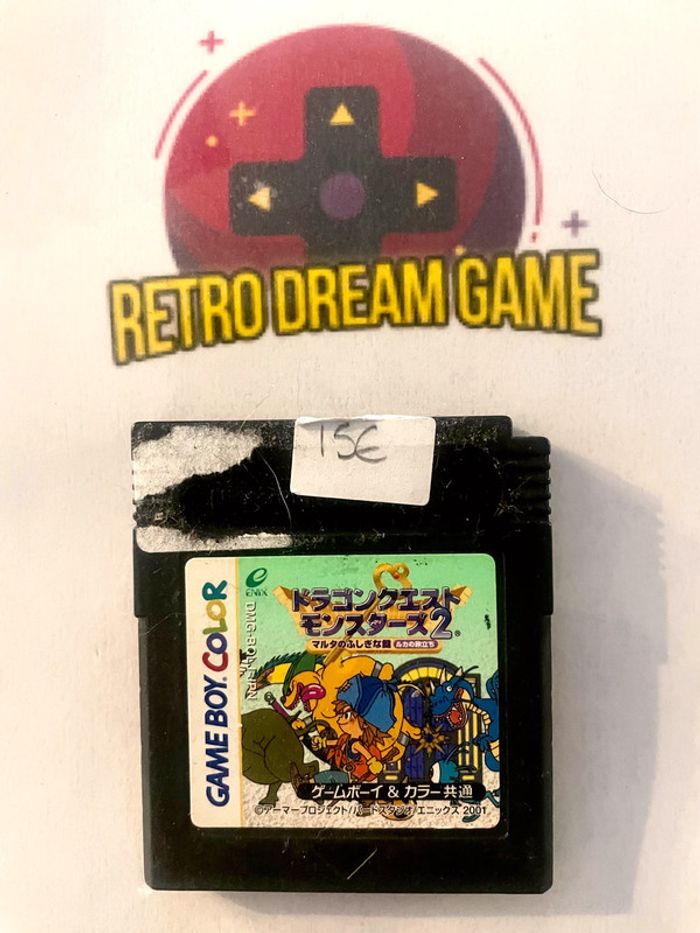 RETRO DREAM GAME
15€
GAME BOY COLOR
ENIX
ドラゴンクエスト
モンスターズ2
マルタのふしぎな鍵 ルカの旅立ち
ゲームボーイ & カラー共通
©アーマープロジェクト/バードスタジオ/エニックス 2001